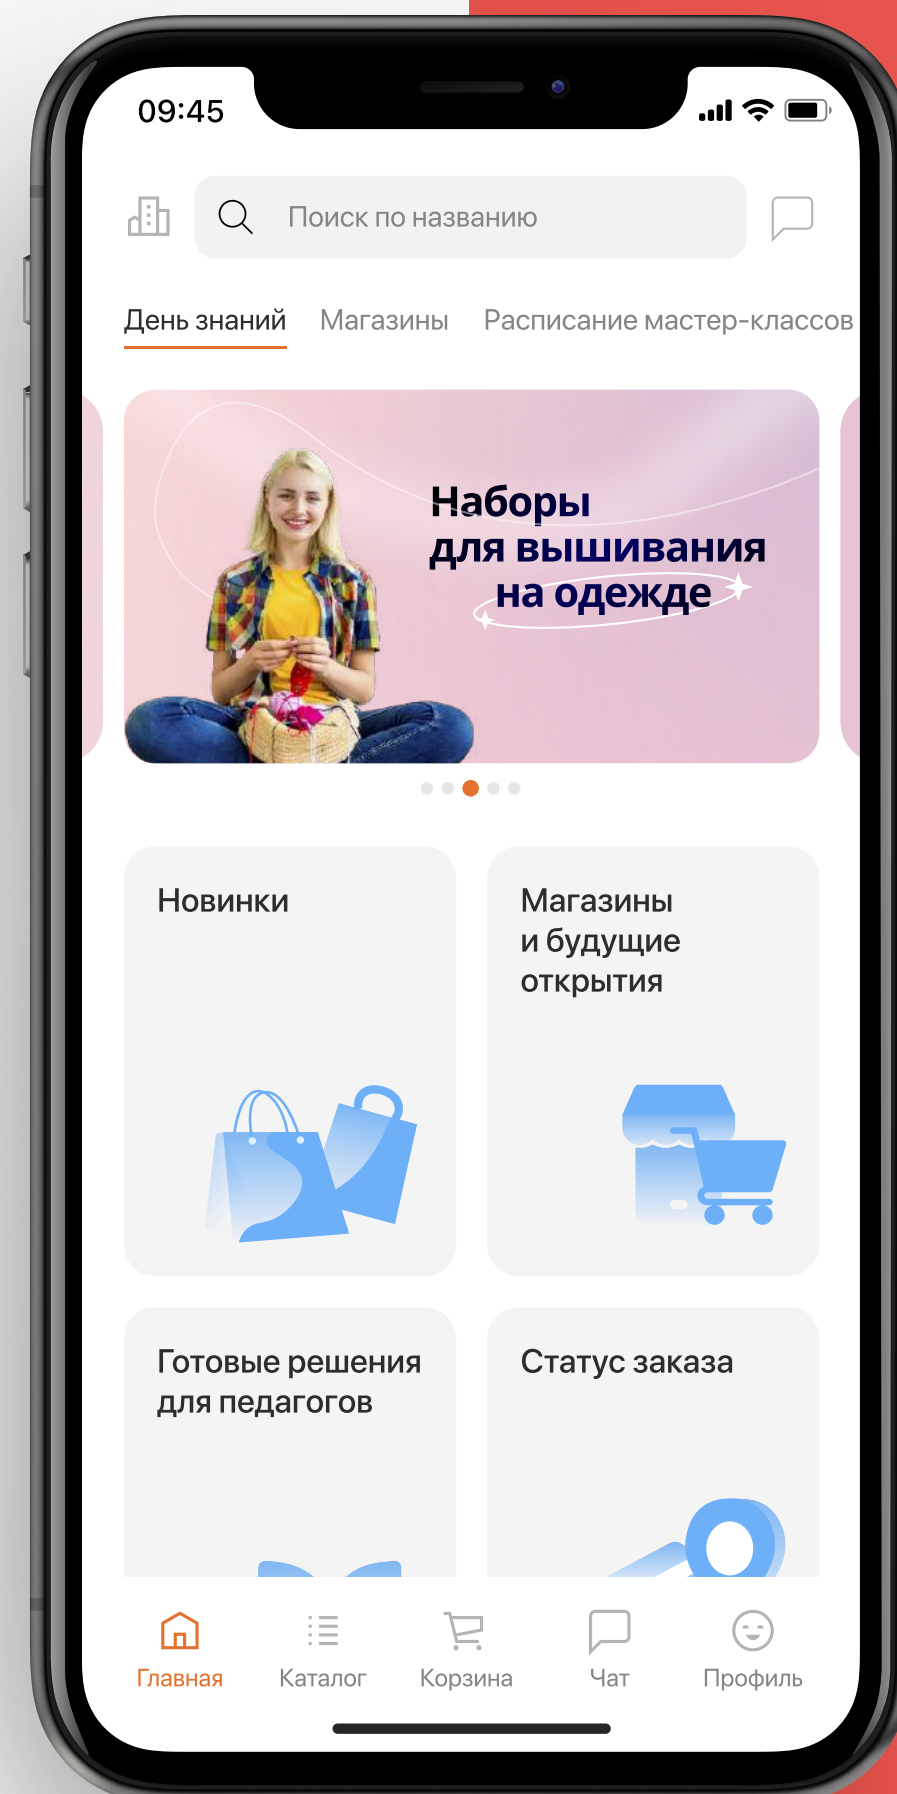 09:45
Поиск по названию
День знаний Магазины Расписание мастер-классов
Наборы
для вышивания
на одежде
Новинки
Магазины
и будущие
открытия
Готовые решения
для педагогов
Статус заказа
Главная Каталог Корзина Чат Профиль